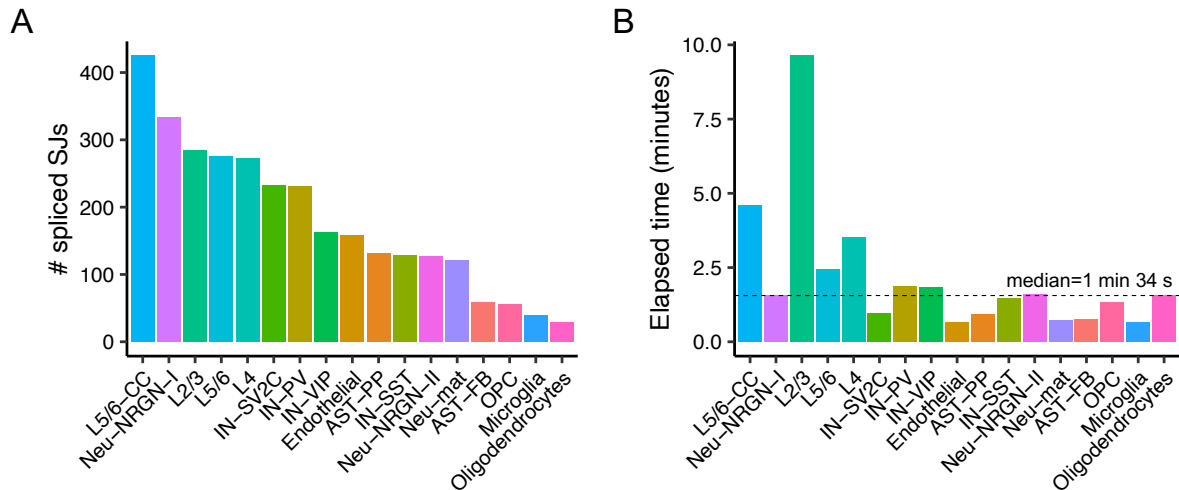 A
# spliced SJs
400
300
200
100
0
L5/6−CC
Neu−NRGN−I
L2/3
L5/6
L4
IN−SV2C
IN−PV
IN−VIP
Endothelial
AST−PP
IN−SST
Neu−NRGN−II
Neu−mat
AST−FB
OPC
Microglia
Oligodendrocytes
B
Elapsed time (minutes)
10.0
7.5
5.0
2.5
0.0
median=1 min 34 s
L5/6−CC
Neu−NRGN−I
L2/3
L5/6
L4
IN−SV2C
IN−PV
IN−VIP
Endothelial
AST−PP
IN−SST
Neu−NRGN−II
Neu−mat
AST−FB
OPC
Microglia
Oligodendrocytes